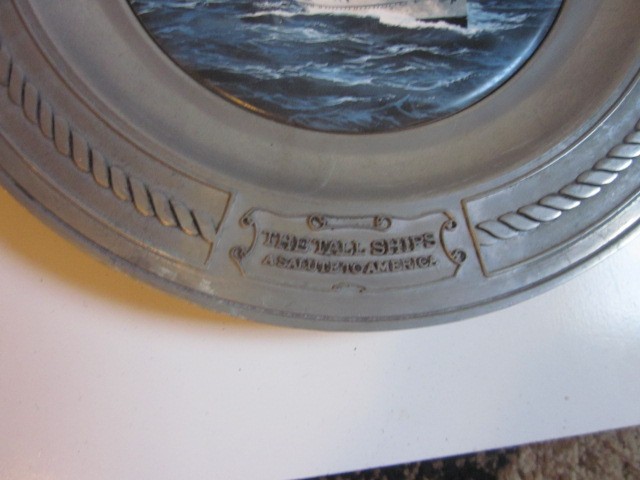 THE TALL SHIPS
A SALUTE TO AMERICA